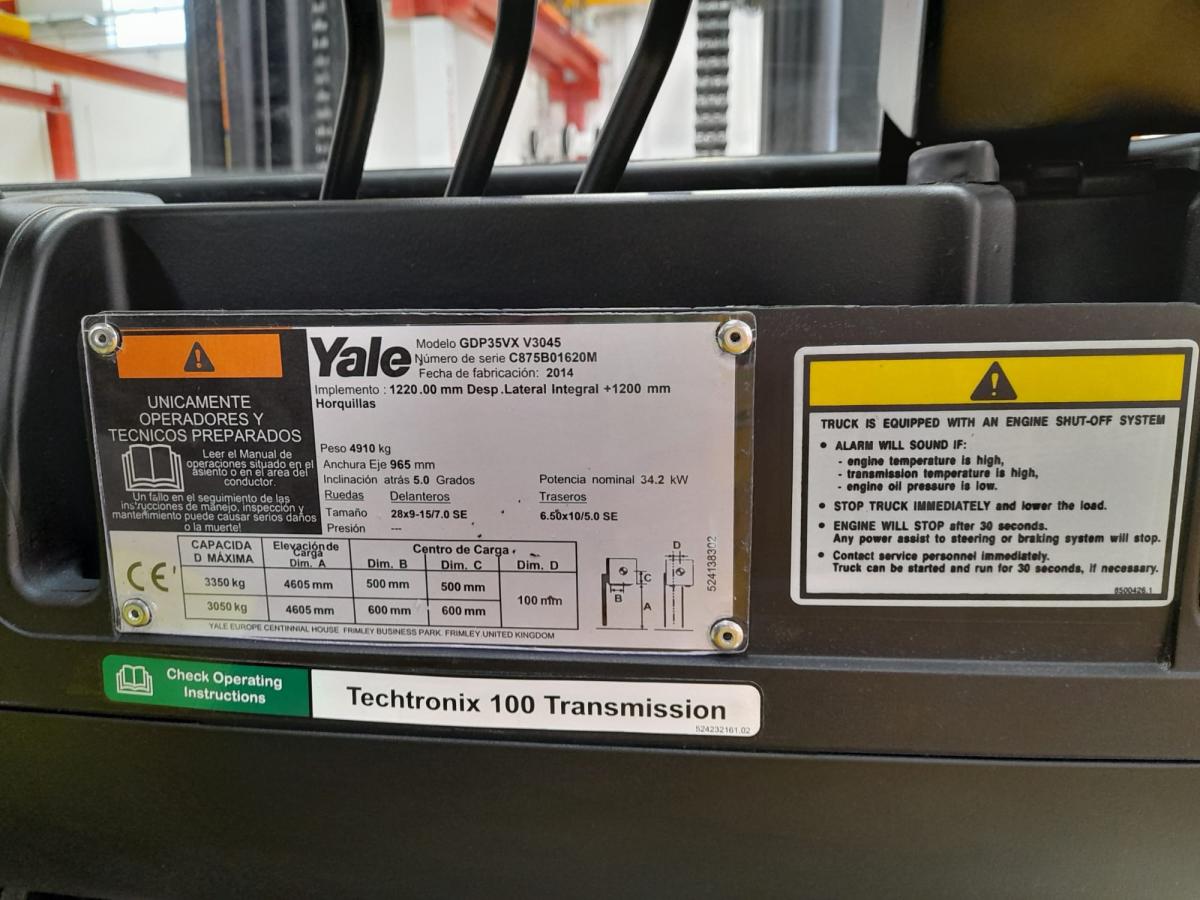 UNICAMENTE
OPERADORES Y
TECNICOS PREPARADOS
Leer el Manual de
operaciones situado en el
asiento o en el area del
conductor.
Un fallo en el seguimiento de las
instrucciones de manejo, inspección y
mantenimiento puede causar serios daños
o la muerte!
Yale
Modelo GDP35VX V3045
Número de serie C875B01620M
Fecha de fabricación: 2014
Implemento : 1220.00 mm Desp.Lateral Integral +1200 mm
Horquillas
Peso 4910 kg
Anchura Eje 965 mm
Inclinación atrás 5.0 Grados Potencia nominal 34.2 kW
Ruedas Delanteros Traseros
Tamaño 28x9-15/7.0 SE 6.50x10/5.0 SE
Presión ---
CE
CAPACIDA D MÁXIMA Elevación de Carga Dim. A Centro de Carga
Dim. B Dim. C Dim. D
3350 kg 4605 mm 500 mm 500 mm 100 mm
3050 kg 4605 mm 600 mm 600 mm
D
C
B
A
524138302
YALE EUROPE CENTINNIAL HOUSE FRIMLEY BUSINESS PARK. FRIMLEY.UNITED KINGDOM
Check Operating
Instructions
Techtronix 100 Transmission
524232161.02
TRUCK IS EQUIPPED WITH AN ENGINE SHUT-OFF SYSTEM
• ALARM WILL SOUND IF:
- engine temperature is high,
- transmission temperature is high,
- engine oil pressure is low.
• STOP TRUCK IMMEDIATELY and lower the load.
• ENGINE WILL STOP after 30 seconds.
Any power assist to steering or braking system will stop.
• Contact service personnel immediately.
Truck can be started and run for 30 seconds, if necessary.
8500426.1